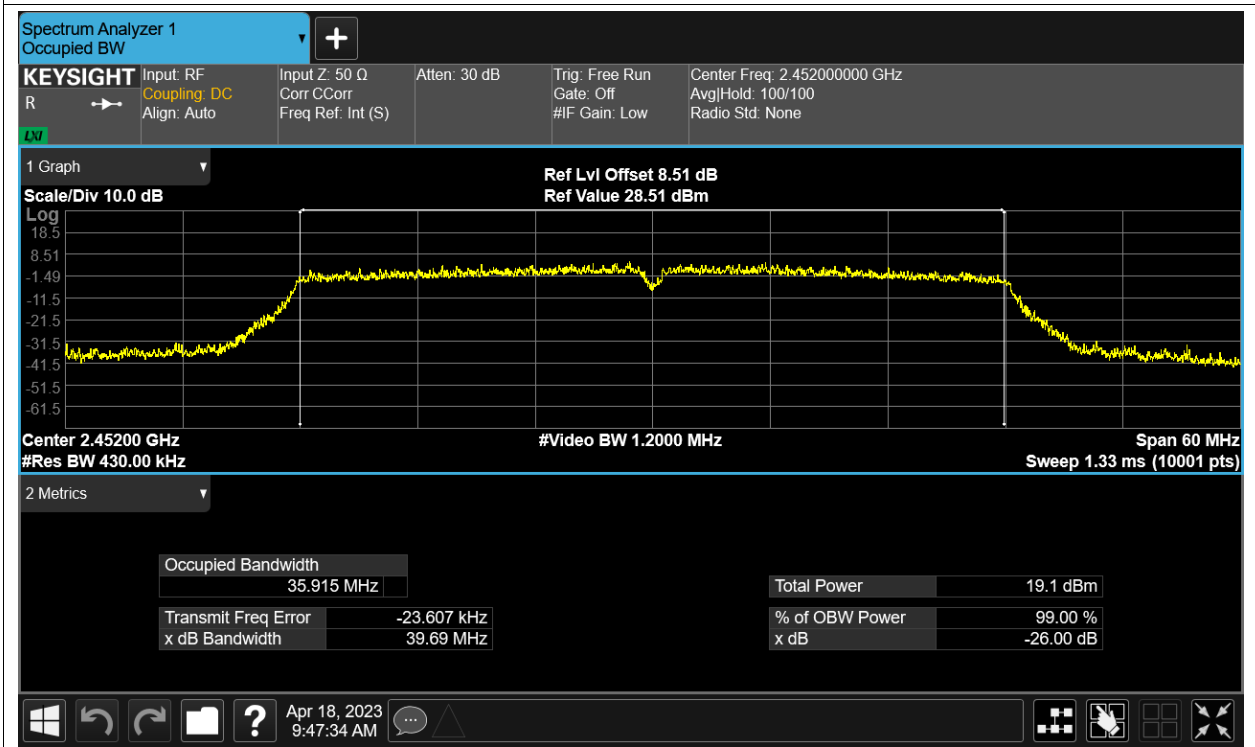 Spectrum Analyzer 1
Occupied BW
KEYSIGHT
R
LXI
Input: RF
Coupling: DC
Align: Auto
Input Z: 50 Ω
Corr CCorr
Freq Ref: Int (S)
Atten: 30 dB
Trig: Free Run
Gate: Off
#IF Gain: Low
Center Freq: 2.452000000 GHz
Avg|Hold: 100/100
Radio Std: None
1 Graph
Scale/Div 10.0 dB
Ref Lvl Offset 8.51 dB
Ref Value 28.51 dBm
Log
18.5
8.51
-1.49
-11.5
-21.5
-31.5
-41.5
-51.5
-61.5
Center 2.45200 GHz
#Video BW 1.2000 MHz
Span 60 MHz
#Res BW 430.00 kHz
Sweep 1.33 ms (10001 pts)
2 Metrics
Occupied Bandwidth
35.915 MHz
Total Power 19.1 dBm
Transmit Freq Error -23.607 kHz
% of OBW Power 99.00 %
x dB Bandwidth 39.69 MHz
x dB -26.00 dB
?
Apr 18, 2023
9:47:34 AM